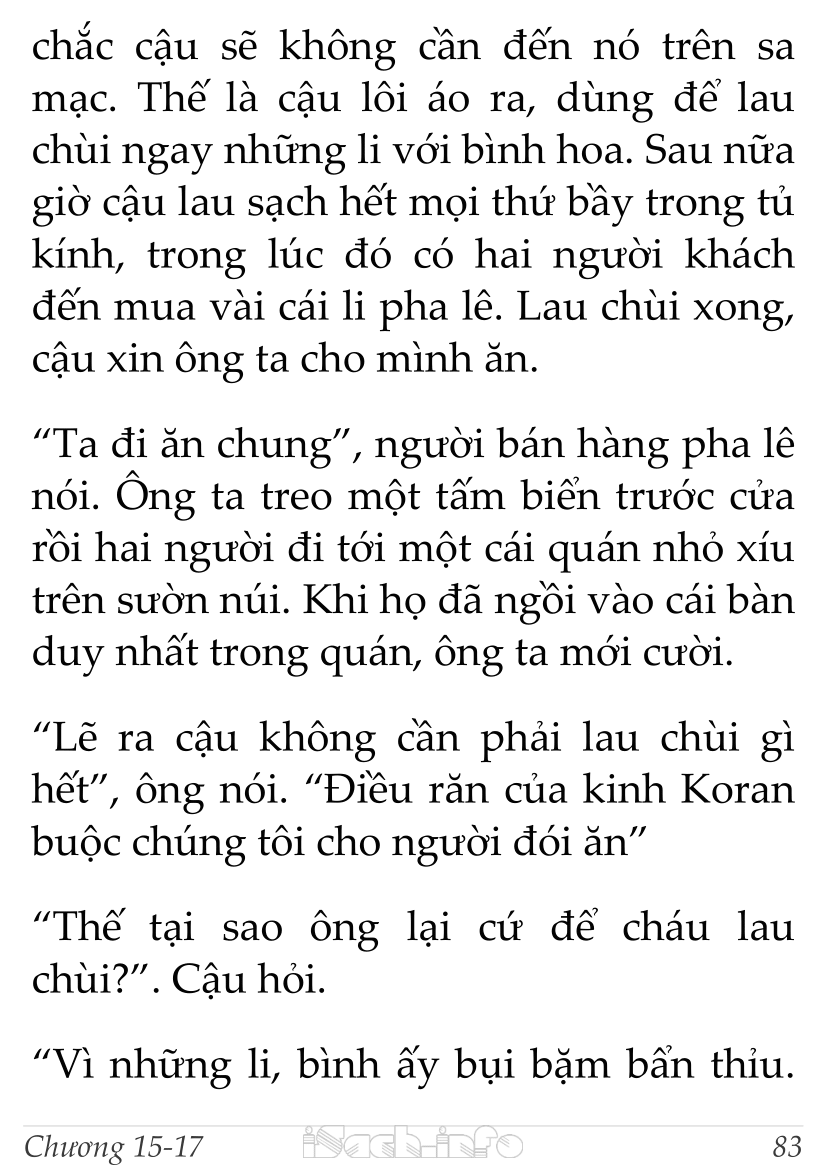 chắc cậu sẽ không cần đến nó trên sa
mạc. Thế là cậu lôi áo ra, dùng để lau
chùi ngay những li với bình hoa. Sau nữa
giờ cậu lau sạch hết mọi thứ bầy trong tủ
kính, trong lúc đó có hai người khách
đến mua vài cái li pha lê. Lau chùi xong,
cậu xin ông ta cho mình ăn.
“Ta đi ăn chung”, người bán hàng pha lê
nói. Ông ta treo một tấm biển trước cửa
rồi hai người đi tới một cái quán nhỏ xíu
trên sườn núi. Khi họ đã ngồi vào cái bàn
duy nhất trong quán, ông ta mới cười.
“Lẽ ra cậu không cần phải lau chùi gì
hết”, ông nói. “Điều răn của kinh Koran
buộc chúng tôi cho người đói ăn”
“Thế tại sao ông lại cứ để cháu lau
chùi?”. Cậu hỏi.
“Vì những li, bình ấy bụi bặm bẩn thỉu.
Chương 15-17 iSach.info 83